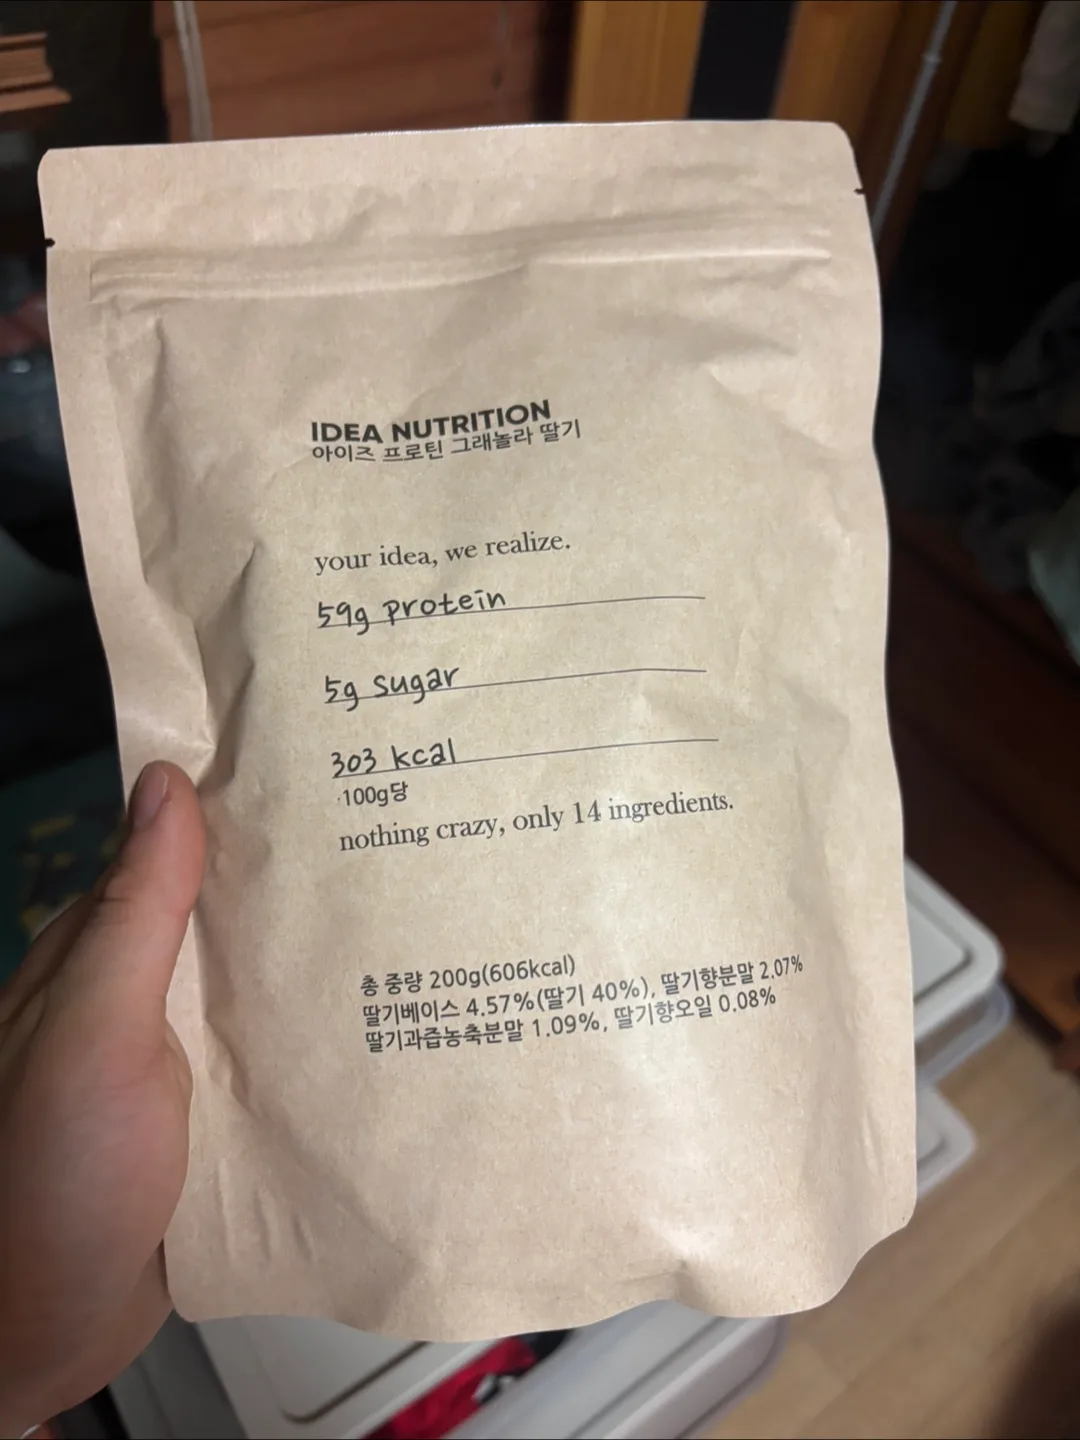 IDEA NUTRITION
아이즈 프로틴 그래놀라 딸기
your idea, we realize.
59g protein
5g sugar
303 kcal
·100g당
nothing crazy, only 14 ingredients.
총 중량 200g(606kcal)
딸기베이스 4.57%(딸기 40%), 딸기향분말 2.07%
딸기과즙농축분말 1.09%, 딸기향오일 0.08%